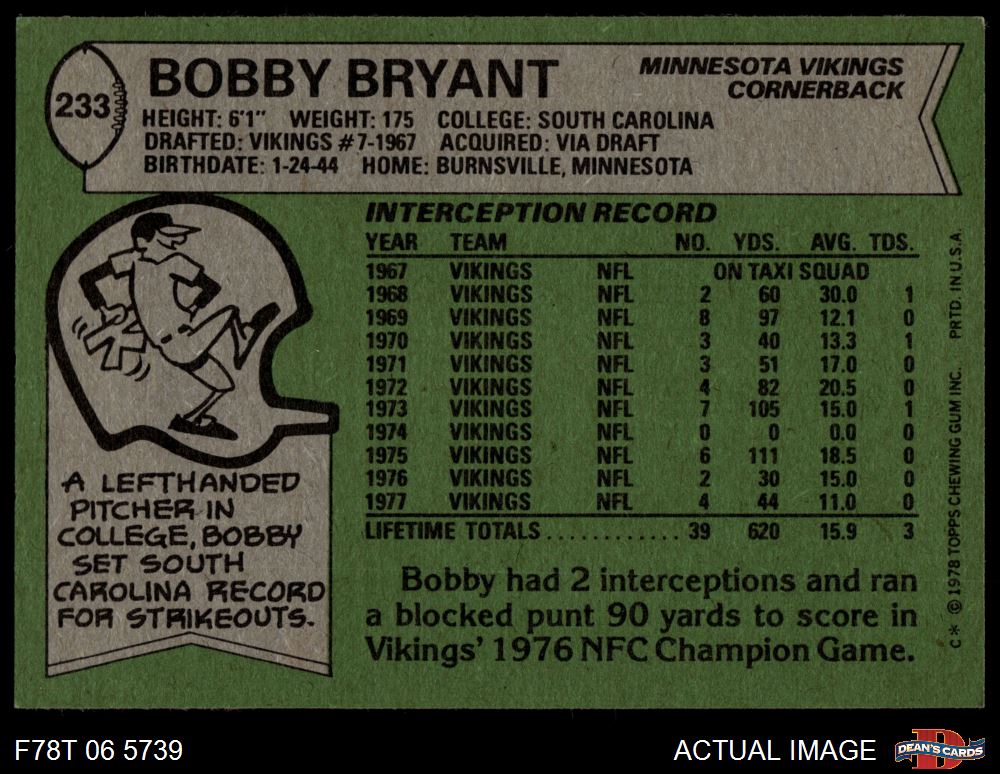 233
BOBBY BRYANT
MINNESOTA VIKINGS
CORNERBACK
HEIGHT: 6'1" WEIGHT: 175 COLLEGE: SOUTH CAROLINA
DRAFTED: VIKINGS #7-1967 ACQUIRED: VIA DRAFT
BIRTHDATE: 1-24-44 HOME: BURNSVILLE, MINNESOTA
INTERCEPTION RECORD
YEAR TEAM NO. YDS. AVG. TDS.
1967 VIKINGS NFL ON TAXI SQUAD
1968 VIKINGS NFL 2 60 30.0 1
1969 VIKINGS NFL 8 97 12.1 0
1970 VIKINGS NFL 3 40 13.3 1
1971 VIKINGS NFL 3 51 17.0 0
1972 VIKINGS NFL 4 82 20.5 0
1973 VIKINGS NFL 7 105 15.0 1
1974 VIKINGS NFL 0 0 0.0 0
1975 VIKINGS NFL 6 111 18.5 0
1976 VIKINGS NFL 2 30 15.0 0
1977 VIKINGS NFL 4 44 11.0 0
LIFETIME TOTALS............ 39 620 15.9 3
A LEFTHANDED
PITCHER IN
COLLEGE, BOBBY
SET SOUTH
CAROLINA RECORD
FOR STRIKEOUTS.
Bobby had 2 interceptions and ran
a blocked punt 90 yards to score in
Vikings' 1976 NFC Champion Game.
C* © 1978 TOPPS CHEWING GUM INC. PRTD. IN U.S.A.
F78T 06 5739
ACTUAL IMAGE
D
DEAN'S CARDS